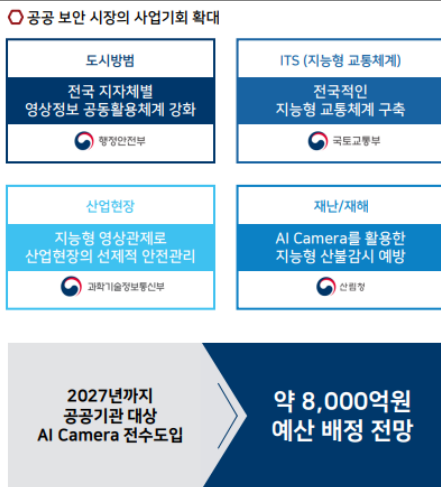 공공 보안 시장의 사업기회 확대
도시방범
전국 지자체별
영상정보 공동활용체계 강화
행정안전부
ITS (지능형 교통체계)
전국적인
지능형 교통체계 구축
국토교통부
산업현장
지능형 영상관제로
산업현장의 선제적 안전관리
과학기술정보통신부
재난/재해
AI Camera를 활용한
지능형 산불감시 예방
산림청
2027년까지
공공기관 대상
AI Camera 전수도입
약 8,000억원
예산 배정 전망